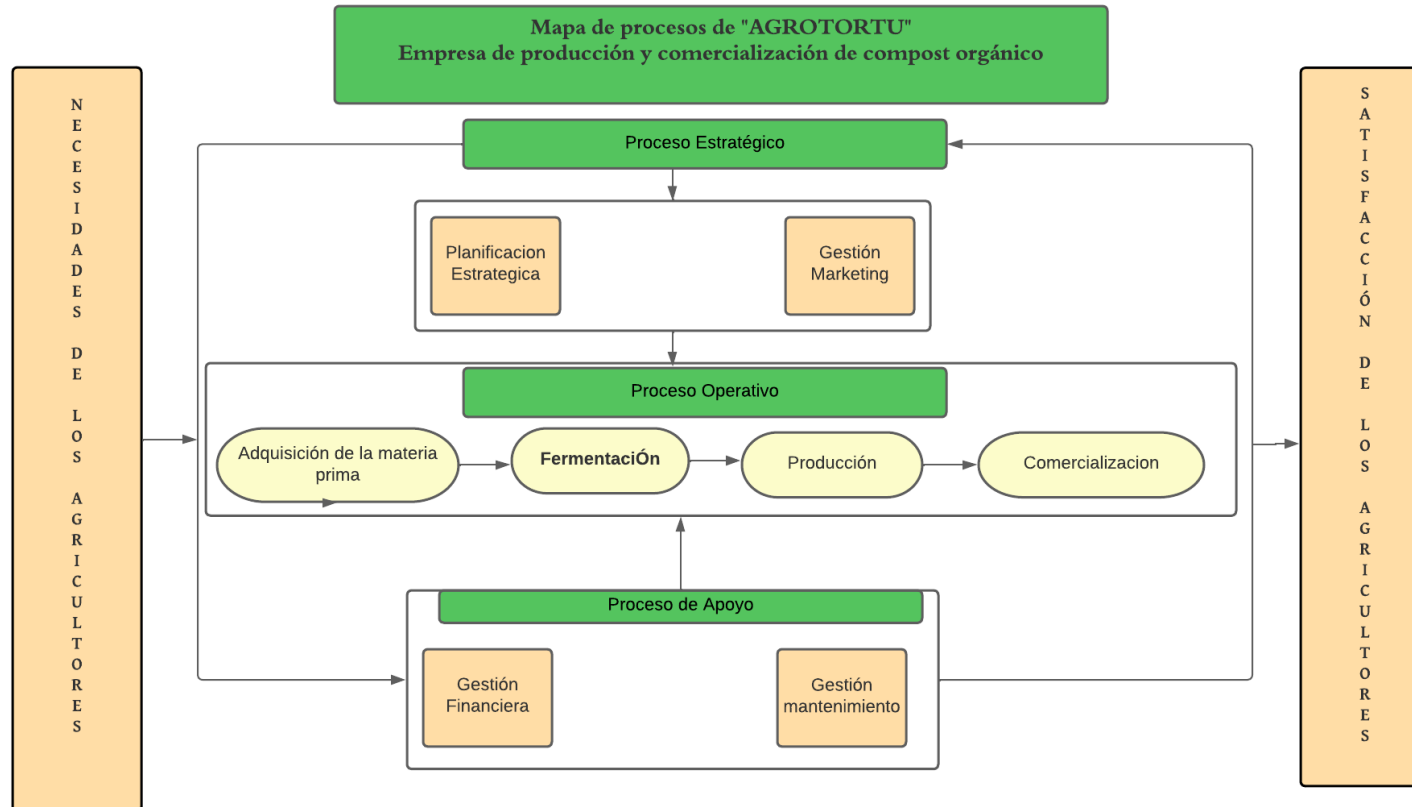 Mapa de procesos de "AGROTORTU"
Empresa de producción y comercialización de compost orgánico
NECESIDADES DE LOS AGRICULTORES
Proceso Estratégico
Planificacion
Estrategica
Gestión
Marketing
Proceso Operativo
Adquisición de la materia
prima
FermentaciÓn
Producción
Comercializacion
Proceso de Apoyo
Gestión
Financiera
Gestión
mantenimiento
SATISFACCIÓN DE LOS AGRICULTORES